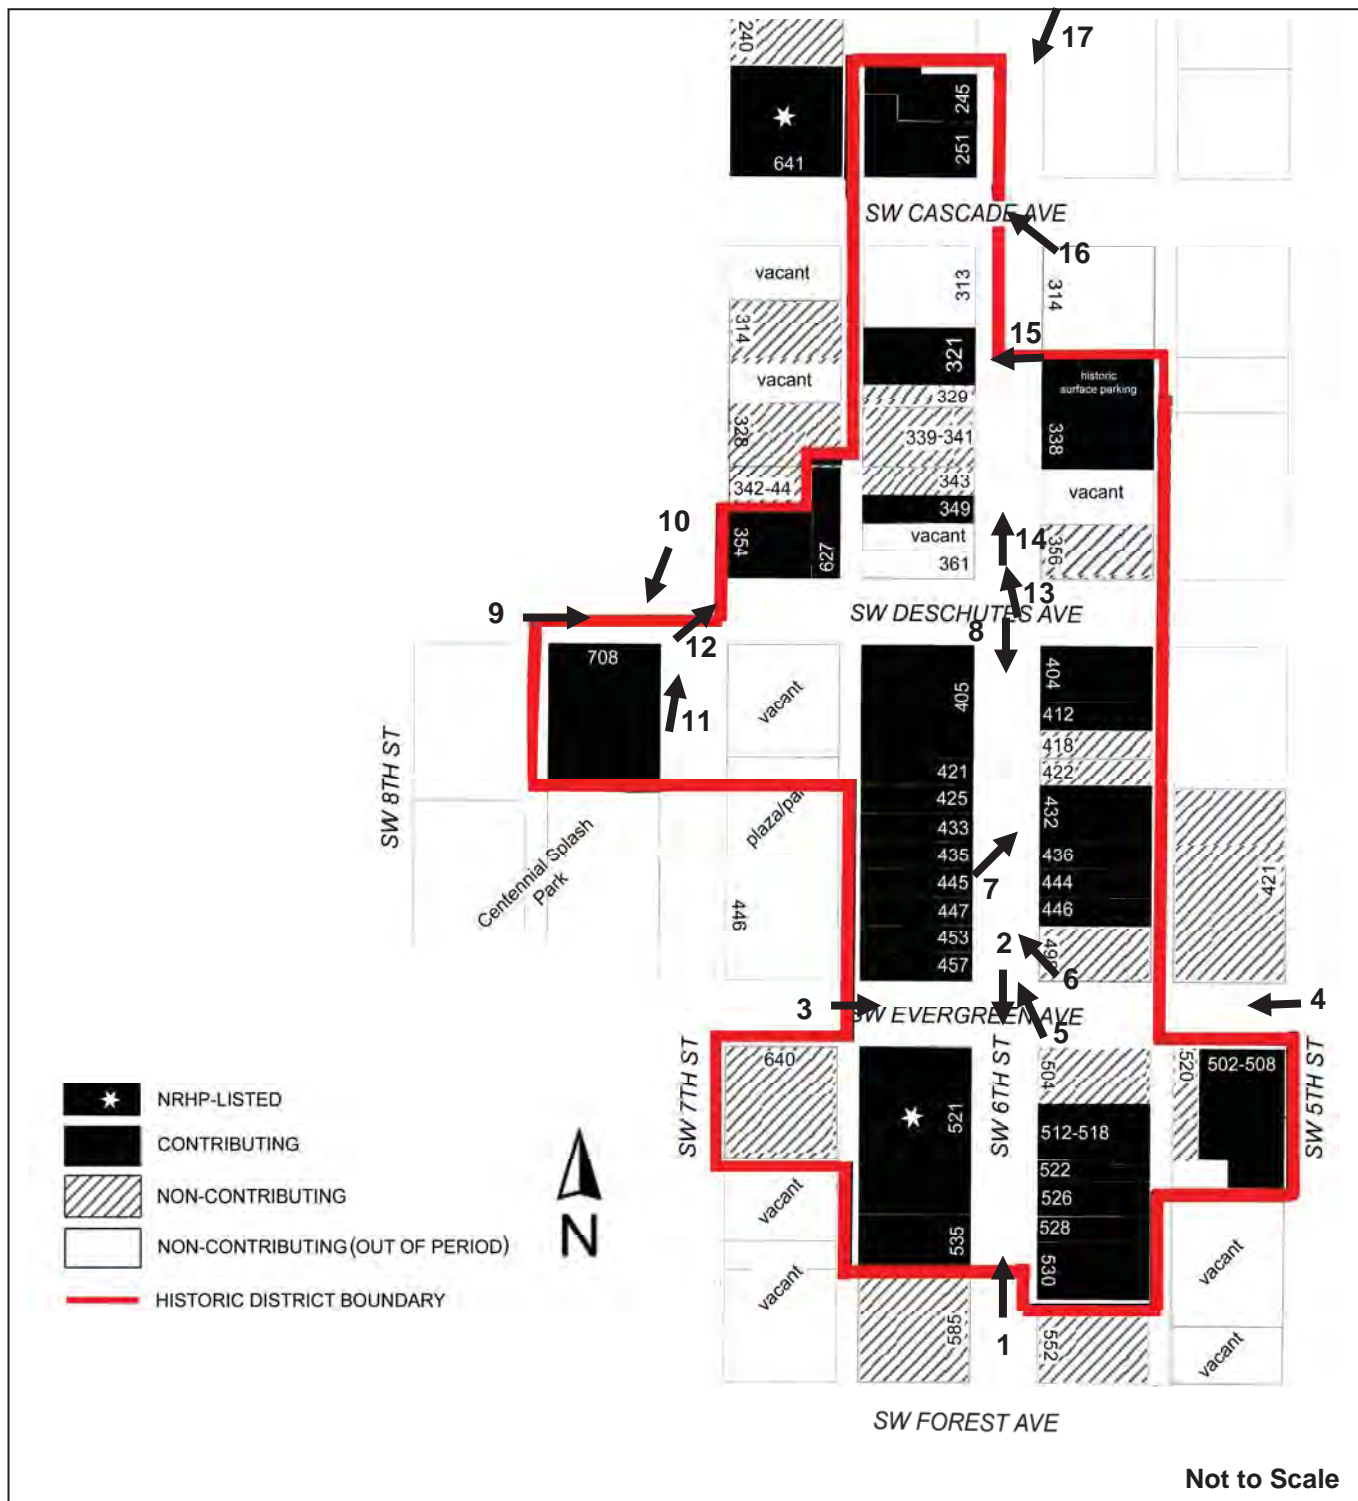 17
240
245
641
251
SW CASCADE AVE
16
vacant
313
314
314
15
321
historic
surface parking
vacant
329
328
339-341
338
343
342-44
vacant
349
10
354
627
vacant
14
356
361
13
9
SW DESCHUTES AVE
8
12
708
404
405
vacant
11
412
418
SW 8TH ST
421
422
425
432
433
plaza/par
435
436
Centennial Splash
Park
445
444
421
7
447
446
446
453
2
498
457
6
3
4
SW EVERGREEN AVE
5
SW 7TH ST
640
SW 6TH ST
504
520
502-508
SW 5TH ST
521
512-518
522
526
vacant
528
535
530
vacant
vacant
585
1
552
vacant
NRHP-LISTED
CONTRIBUTING
NON-CONTRIBUTING
NON-CONTRIBUTING (OUT OF PERIOD)
HISTORIC DISTRICT BOUNDARY
N
SW FOREST AVE
Not to Scale